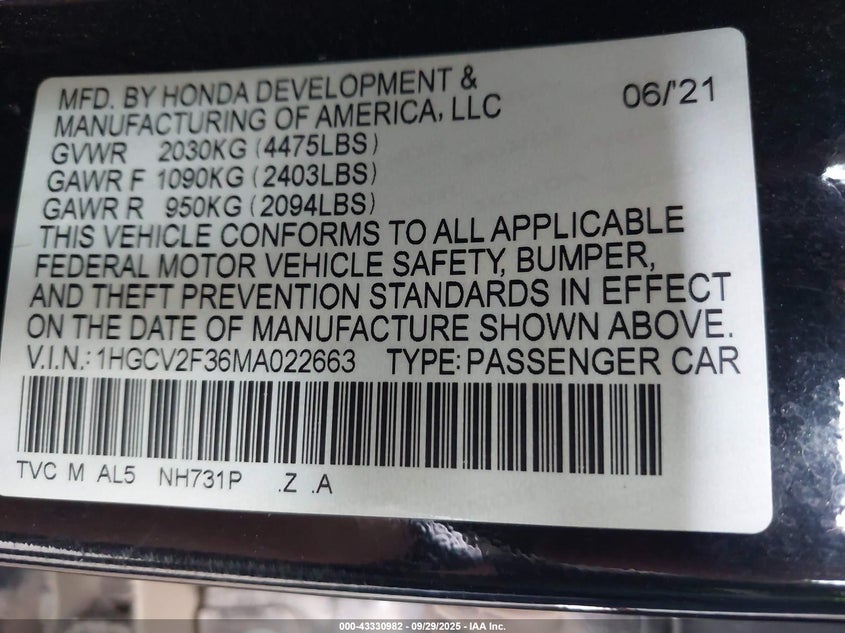 MFD. BY HONDA DEVELOPMENT &
MANUFACTURING OF AMERICA, LLC
06/'21
GVWR 2030KG (4475LBS)
GAWR F 1090KG (2403LBS)
GAWR R 950KG (2094LBS)
THIS VEHICLE CONFORMS TO ALL APPLICABLE
FEDERAL MOTOR VEHICLE SAFETY, BUMPER,
AND THEFT PREVENTION STANDARDS IN EFFECT
ON THE DATE OF MANUFACTURE SHOWN ABOVE.
V.I.N.: 1HGCV2F36MA022663 TYPE: PASSENGER CAR
TVC M AL5 NH731P .Z .A
000-43330982 - 09/29/2025 - IAA Inc.